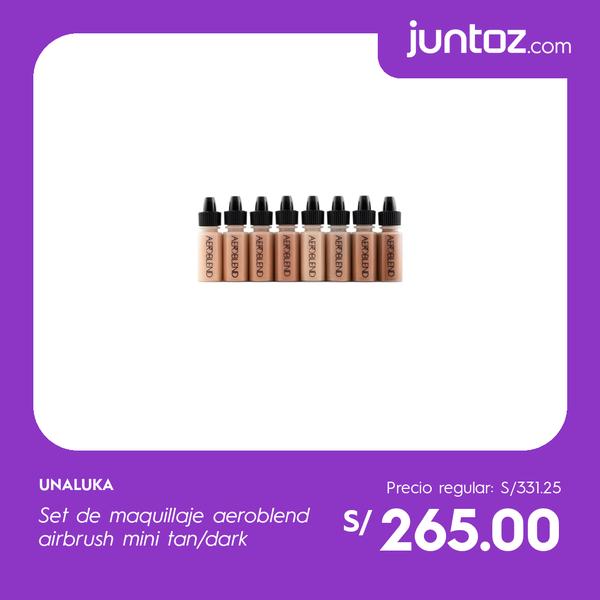 juntoz.com
AEROBLEND AEROBLEND AEROBLEND AEROBLEND AEROBLEND AEROBLEND AEROBLEND AEROBLEND
UNALUKA
Set de maquillaje aeroblend
airbrush mini tan/dark
Precio regular: S/331.25
S/ 265.00